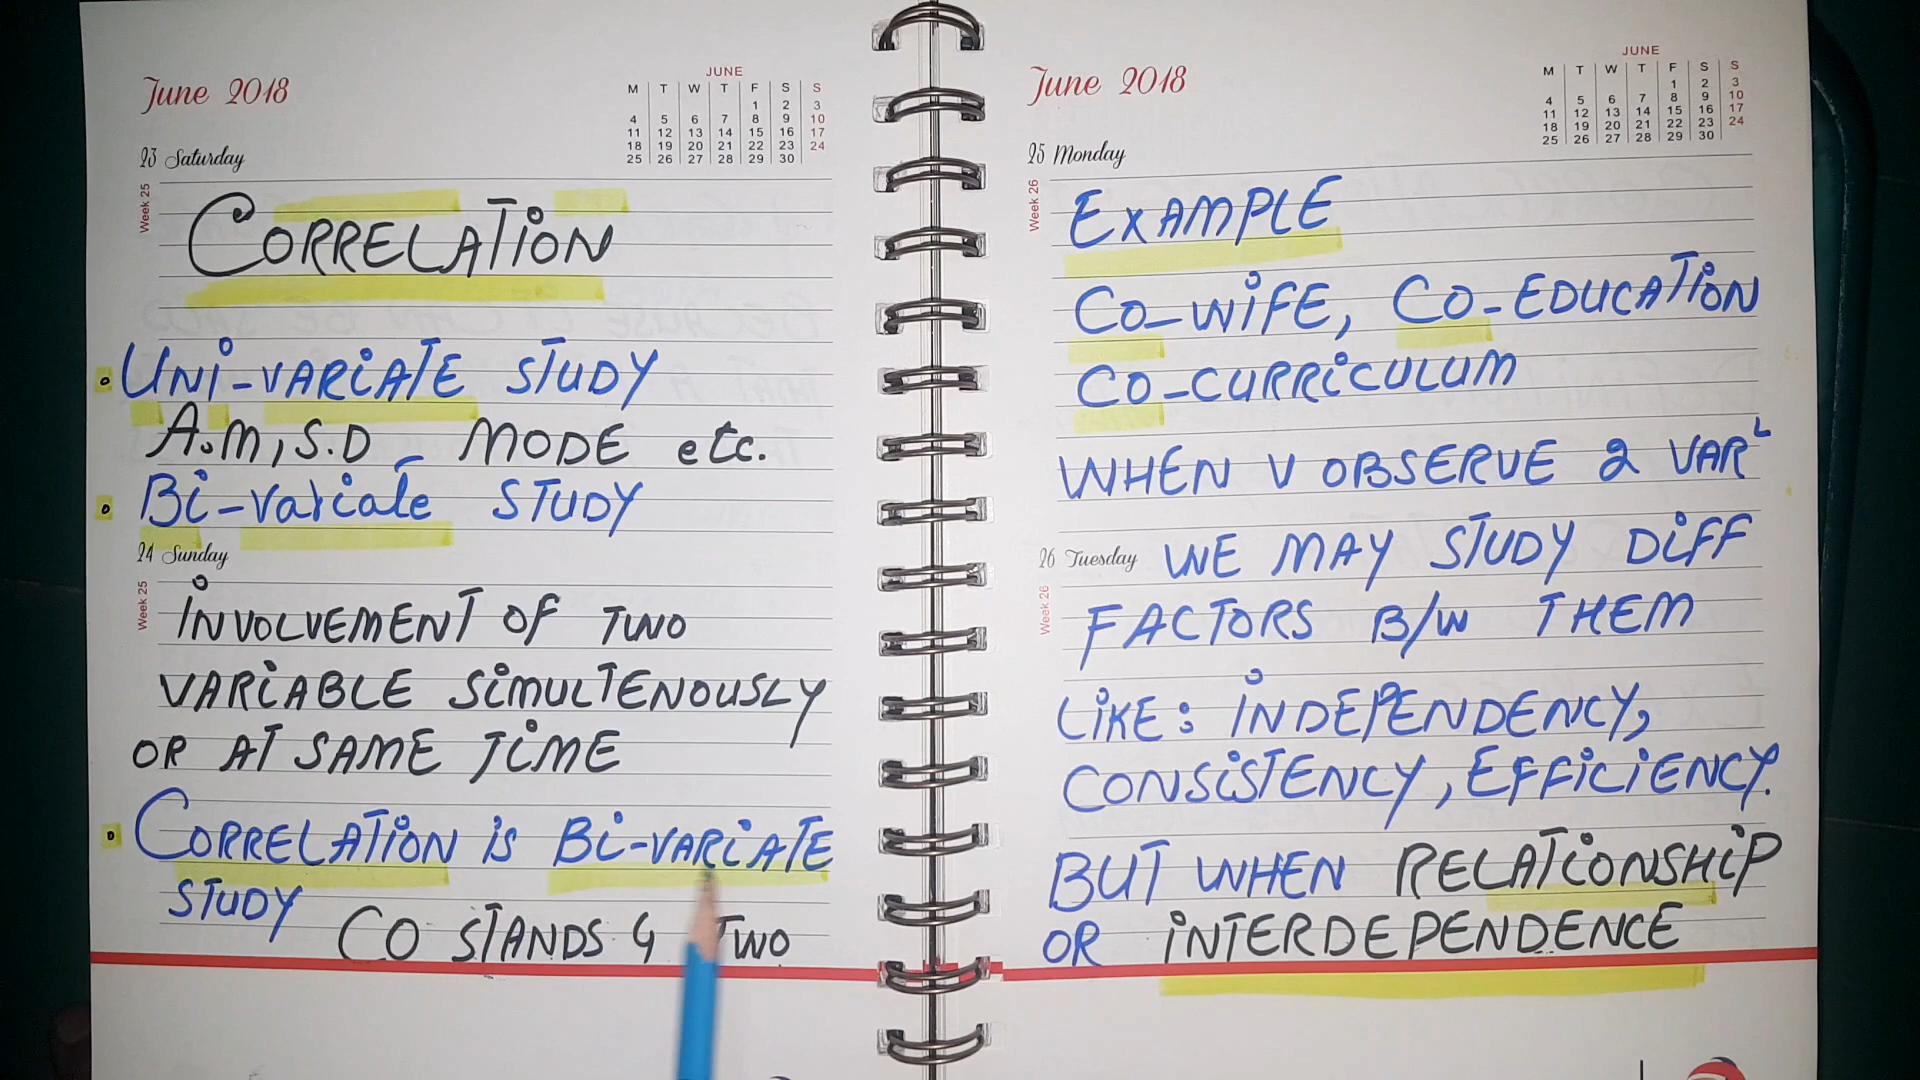 June 2018
JUNE
M T W T F S S
1 2 3
4 5 6 7 8 9 10
11 12 13 14 15 16 17
18 19 20 21 22 23 24
25 26 27 28 29 30
23 Saturday
Week 25
CORRELATION
UNI-VARIATE STUDY
A.M, S.D, MODE etc.
Bi-Variate STUDY
24 Sunday
Week 25
INVOLVEMENT OF TWO
VARIABLE SIMULTENOUSLY
OR AT SAME TIME
CORRELATION IS BI-VARIATE
STUDY
CO STANDS 4 TWO
June 2018
JUNE
M T W T F S S
1 2 3
4 5 6 7 8 9 10
11 12 13 14 15 16 17
18 19 20 21 22 23 24
25 26 27 28 29 30
25 Monday
Week 26
EXAMPLE
CO-WIFE, CO-EDUCATION
CO-CURRICULUM
WHEN V OBSERVE 2 VAR
26 Tuesday
Week 26
WE MAY STUDY DIFF
FACTORS B/W THEM
LIKE: INDEPENDENCY,
CONSISTENCY, EFFICIENCY.
BUT WHEN RELATIONSHIP
OR INTERDEPENDENCE